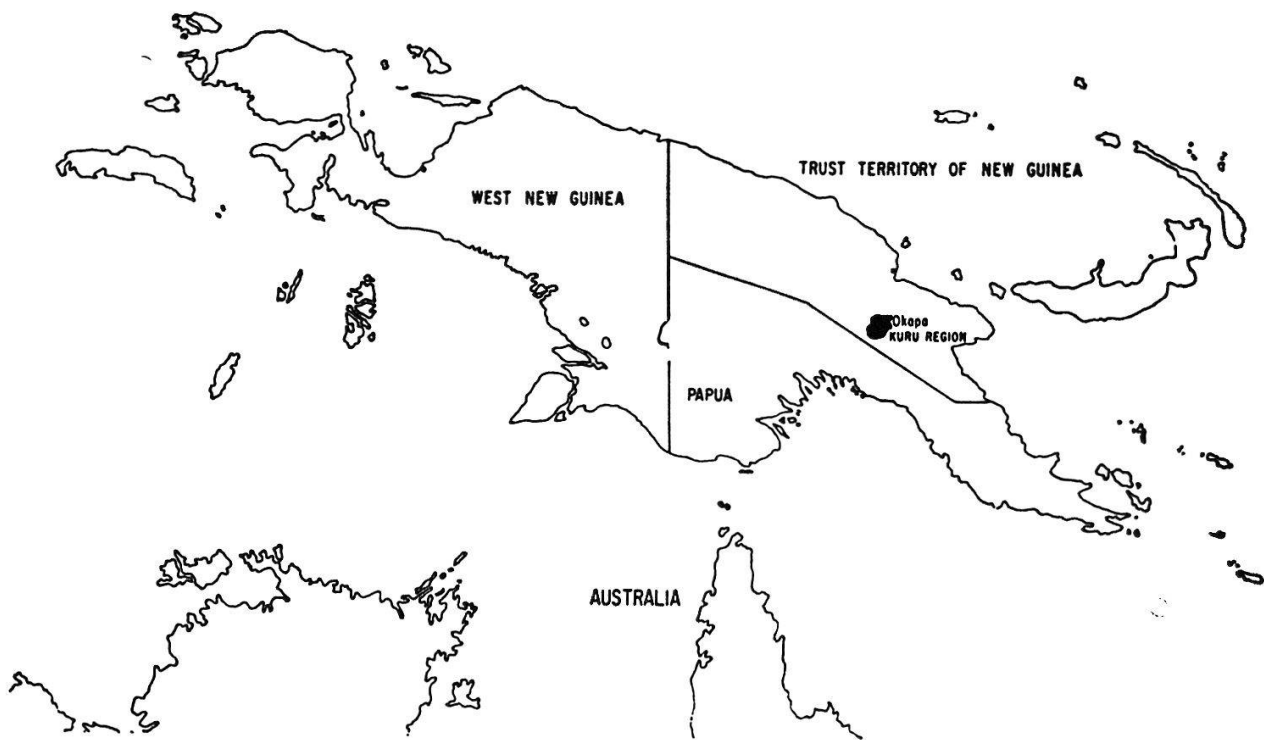 TRUST TERRITORY OF NEW GUINEA
WEST NEW GUINEA
Okapa
KURU REGION
PAPUA
AUSTRALIA